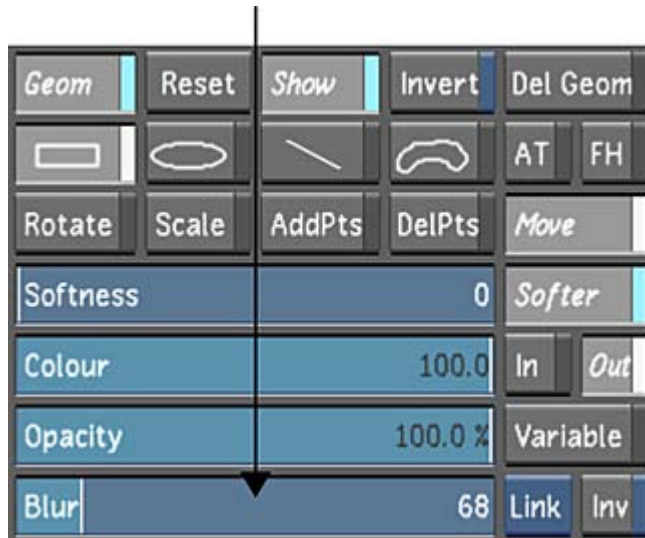 Geom Reset Show Invert Del Geom
AT FH
Rotate Scale AddPts DelPts Move
Softness 0 Softer
Colour 100.0 In Out
Opacity 100.0 % Variable
Blur 68 Link Inv